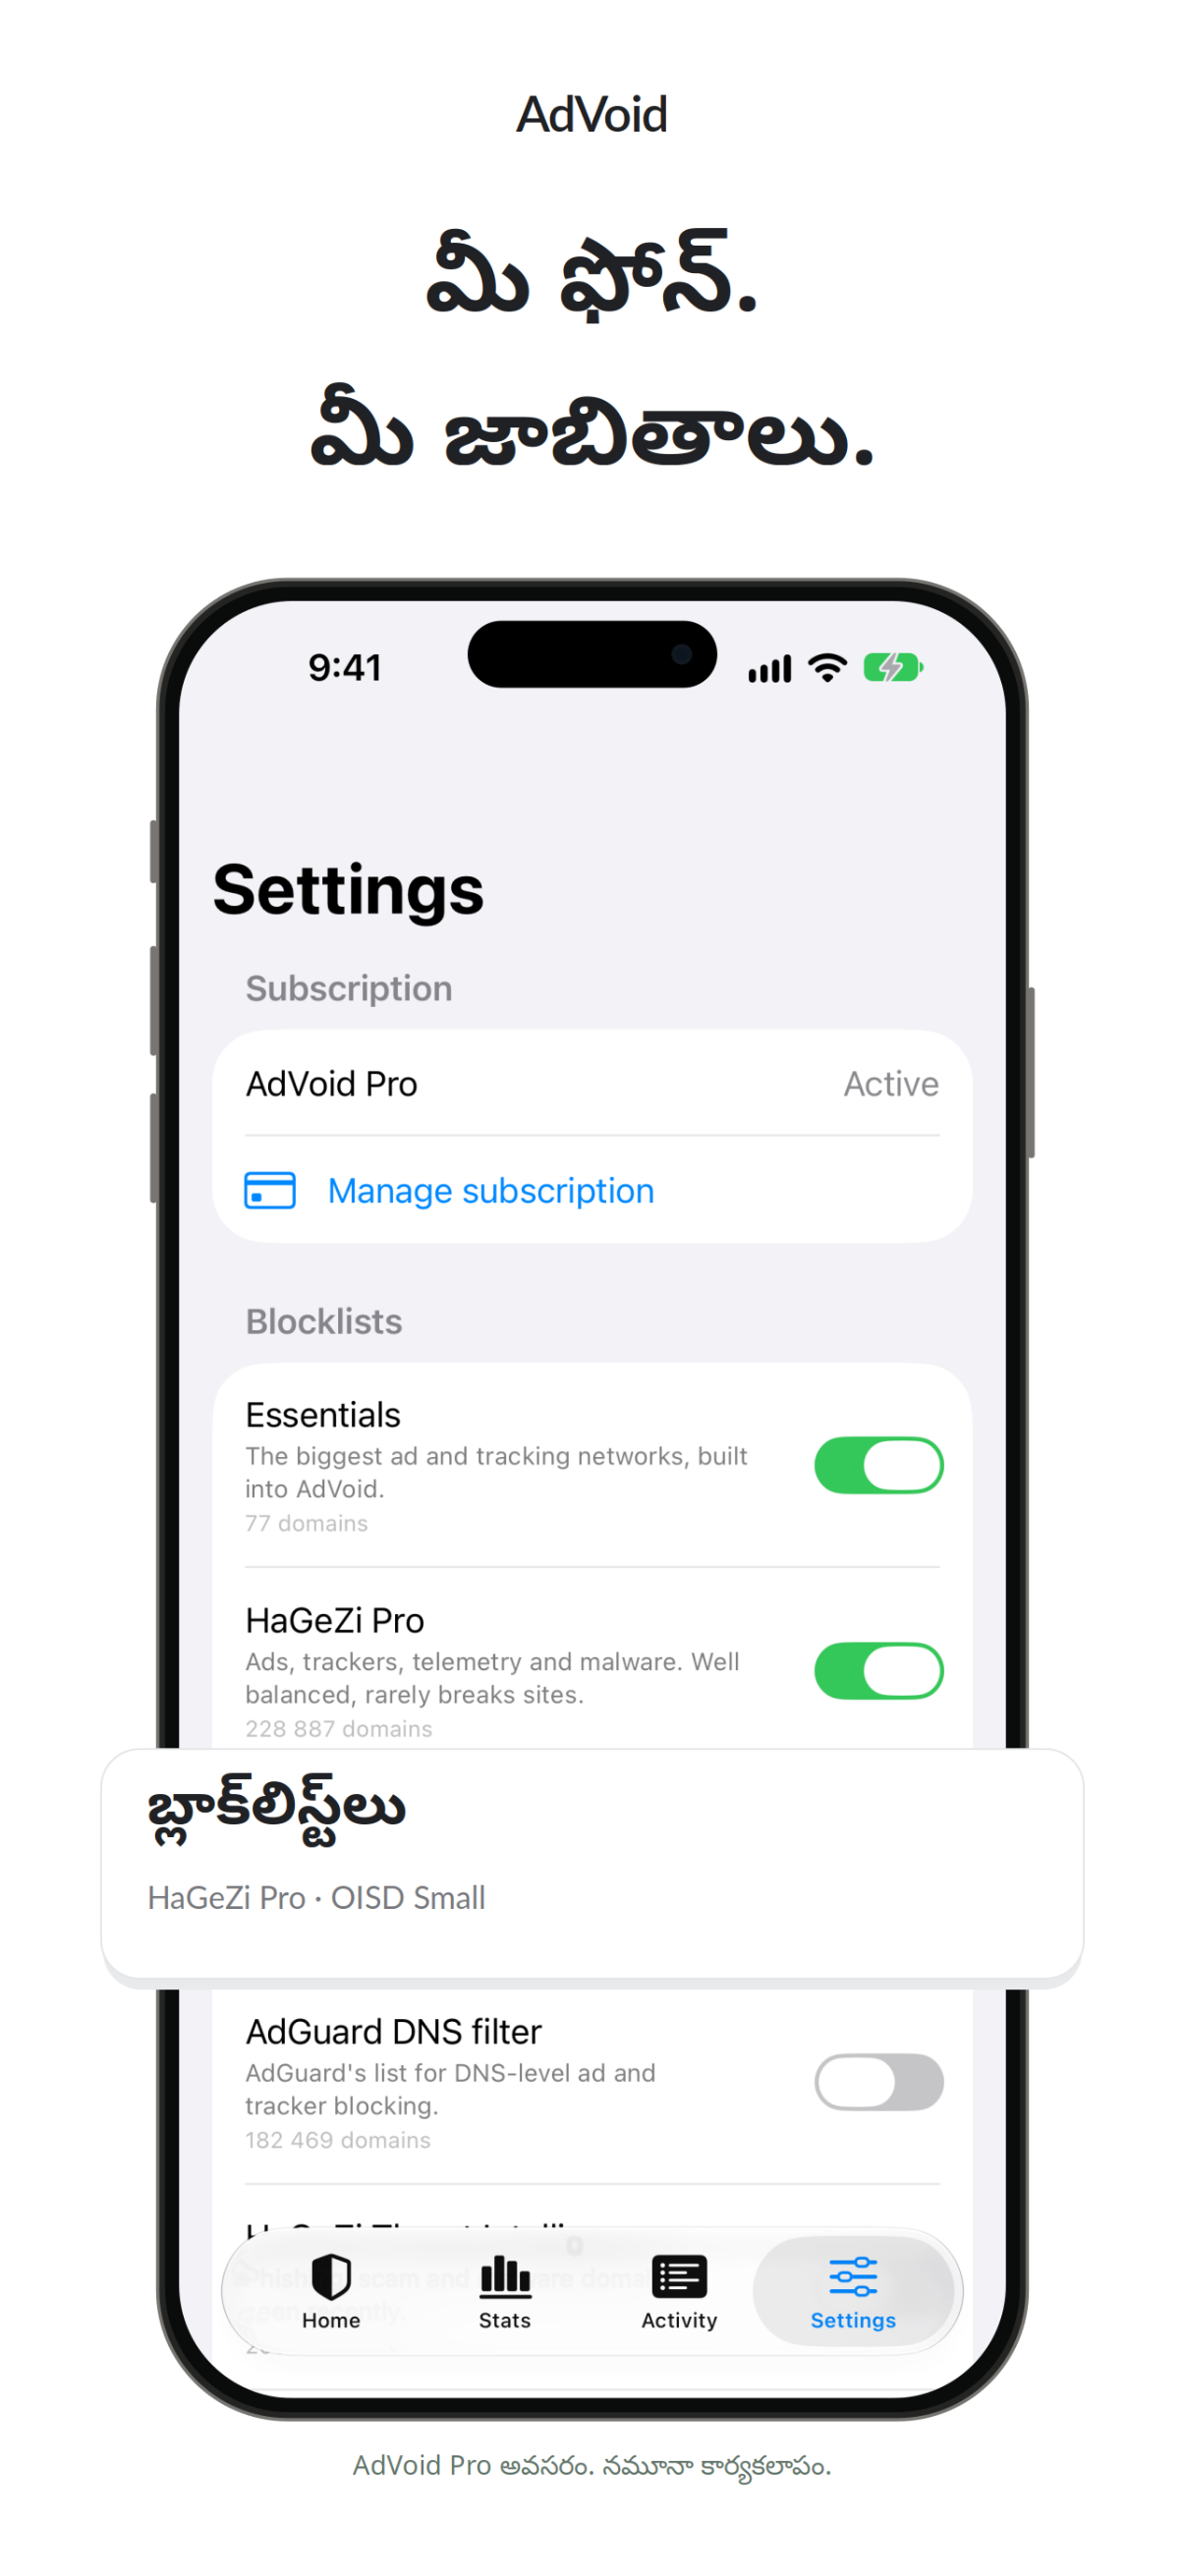 AdVoid
మీ ఫోన్.
మీ జాబితాలు.
9:41
Settings
Subscription
AdVoid Pro
Active
Manage subscription
Blocklists
Essentials
The biggest ad and tracking networks, built
into AdVoid.
77 domains
HaGeZi Pro
Ads, trackers, telemetry and malware. Well
balanced, rarely breaks sites.
228 887 domains
బ్లాక్‌లిస్ట్‌లు
HaGeZi Pro · OISD Small
AdGuard DNS filter
AdGuard's list for DNS-level ad and
tracker blocking.
182 469 domains
Home
Stats
Activity
Settings
AdVoid Pro అవసరం. నమూనా కార్యకలాపం.